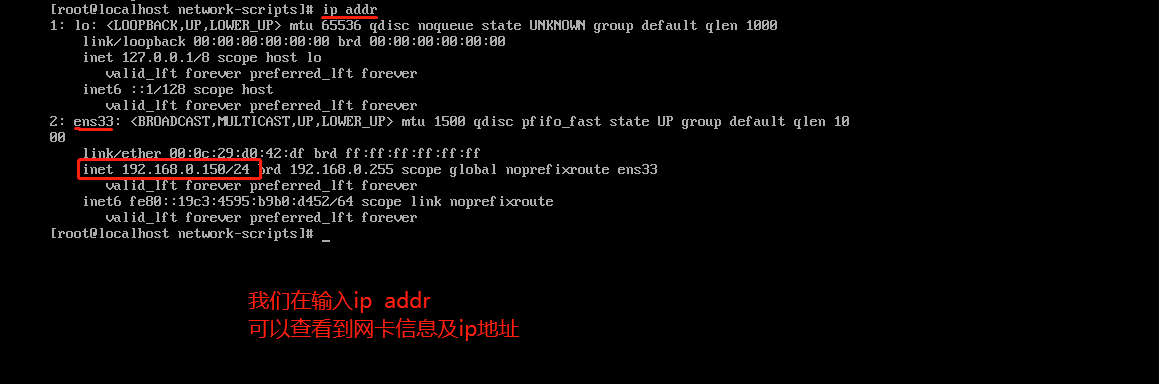 [root@localhost network-scripts]# ip addr
1: lo: <LOOPBACK,UP,LOWER_UP> mtu 65536 qdisc noqueue state UNKNOWN group default qlen 1000
link/loopback 00:00:00:00:00:00 brd 00:00:00:00:00:00
inet 127.0.0.1/8 scope host lo
valid_lft forever preferred_lft forever
inet6 ::1/128 scope host
valid_lft forever preferred_lft forever
2: ens33: <BROADCAST,MULTICAST,UP,LOWER_UP> mtu 1500 qdisc pfifo_fast state UP group default qlen 10
00
link/ether 00:0c:29:d0:42:df brd ff:ff:ff:ff:ff:ff
inet 192.168.0.150/24 brd 192.168.0.255 scope global noprefixroute ens33
valid_lft forever preferred_lft forever
inet6 fe80::19c3:4595:b9b0:d452/64 scope link noprefixroute
valid_lft forever preferred_lft forever
[root@localhost network-scripts]# _
我们在输入ip addr
可以查看到网卡信息及ip地址